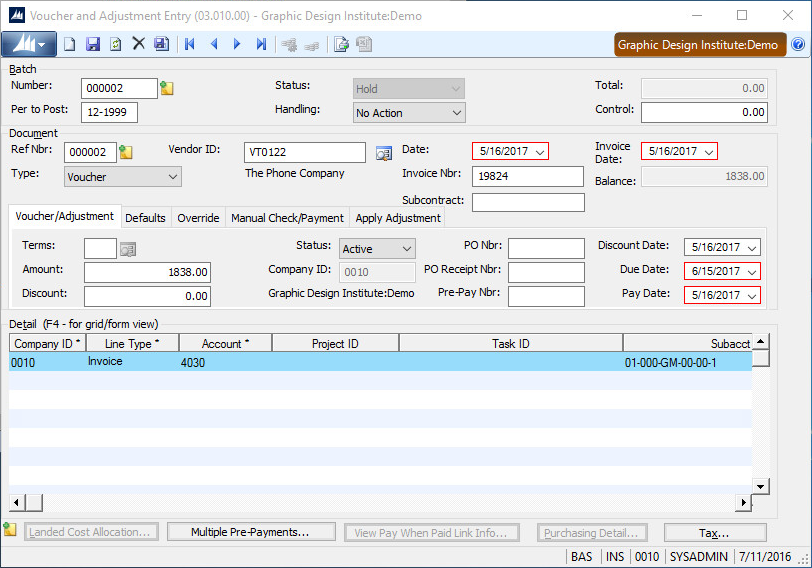 Voucher and Adjustment Entry (03.010.00) - Graphic Design Institute:Demo
Graphic Design Institute:Demo
Batch
Number: 000002 Status: Hold Total: 0.00
Per to Post: 12-1999 Handling: No Action Control: 0.00
Document
Ref Nbr: 000002 Vendor ID: VT0122 Date: 5/16/2017 Invoice Date: 5/16/2017
Type: Voucher The Phone Company Invoice Nbr: 19824 Balance: 1838.00
Subcontract:
Voucher/Adjustment Defaults Override Manual Check/Payment Apply Adjustment
Terms: Status: Active PO Nbr: Discount Date: 5/16/2017
Amount: 1838.00 Company ID: 0010 PO Receipt Nbr: Due Date: 6/15/2017
Discount: 0.00 Graphic Design Institute:Demo Pre-Pay Nbr: Pay Date: 5/16/2017
Detail (F4 - for grid/form view)
Company ID * Line Type * Account * Project ID Task ID Subacct
0010 Invoice 4030 01-000-GM-00-00-1
Landed Cost Allocation... Multiple Pre-Payments... View Pay When Paid Link Info... Purchasing Detail... Tax...
BAS INS 0010 SYSADMIN 7/11/2016